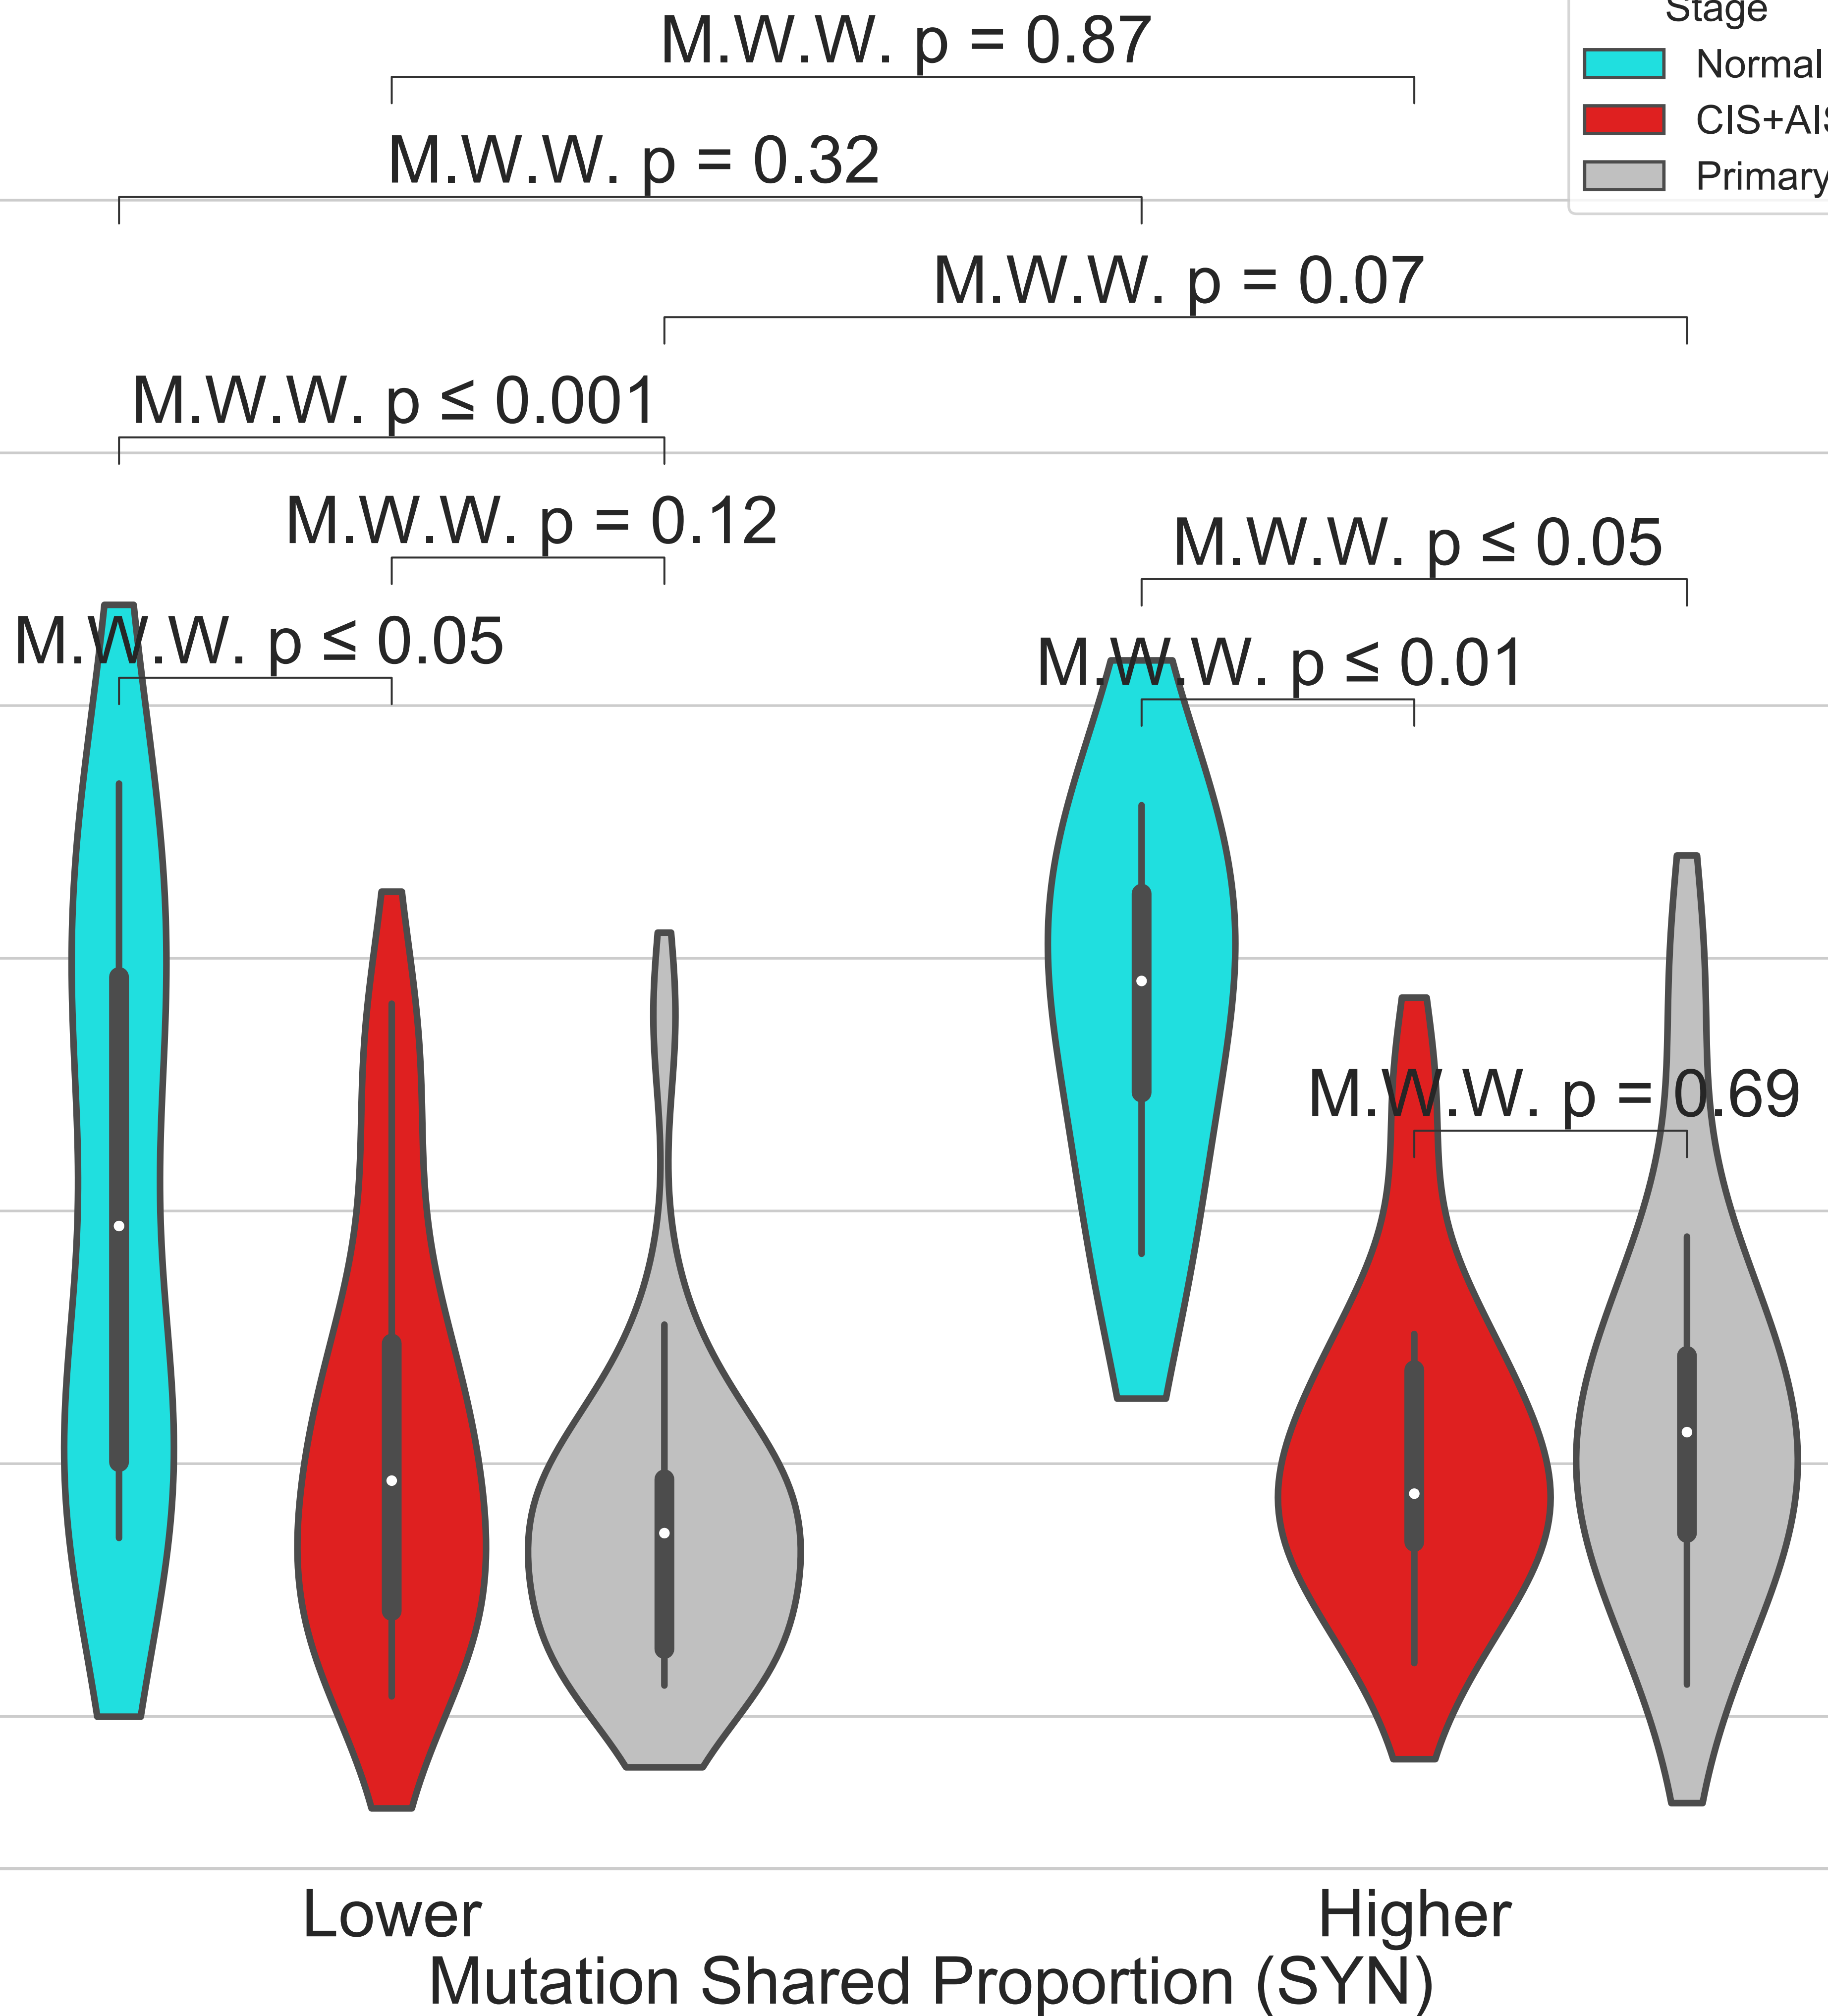 Stage
M.W.W. p = 0.87
Normal
CIS+AIS
Primary
M.W.W. p = 0.32
M.W.W. p = 0.07
M.W.W. p ≤ 0.001
M.W.W. p = 0.12
M.W.W. p ≤ 0.05
M.W.W. p ≤ 0.05
M.W.W. p ≤ 0.01
M.W.W. p = 0.69
Lower
Higher
Mutation Shared Proportion (SYN)